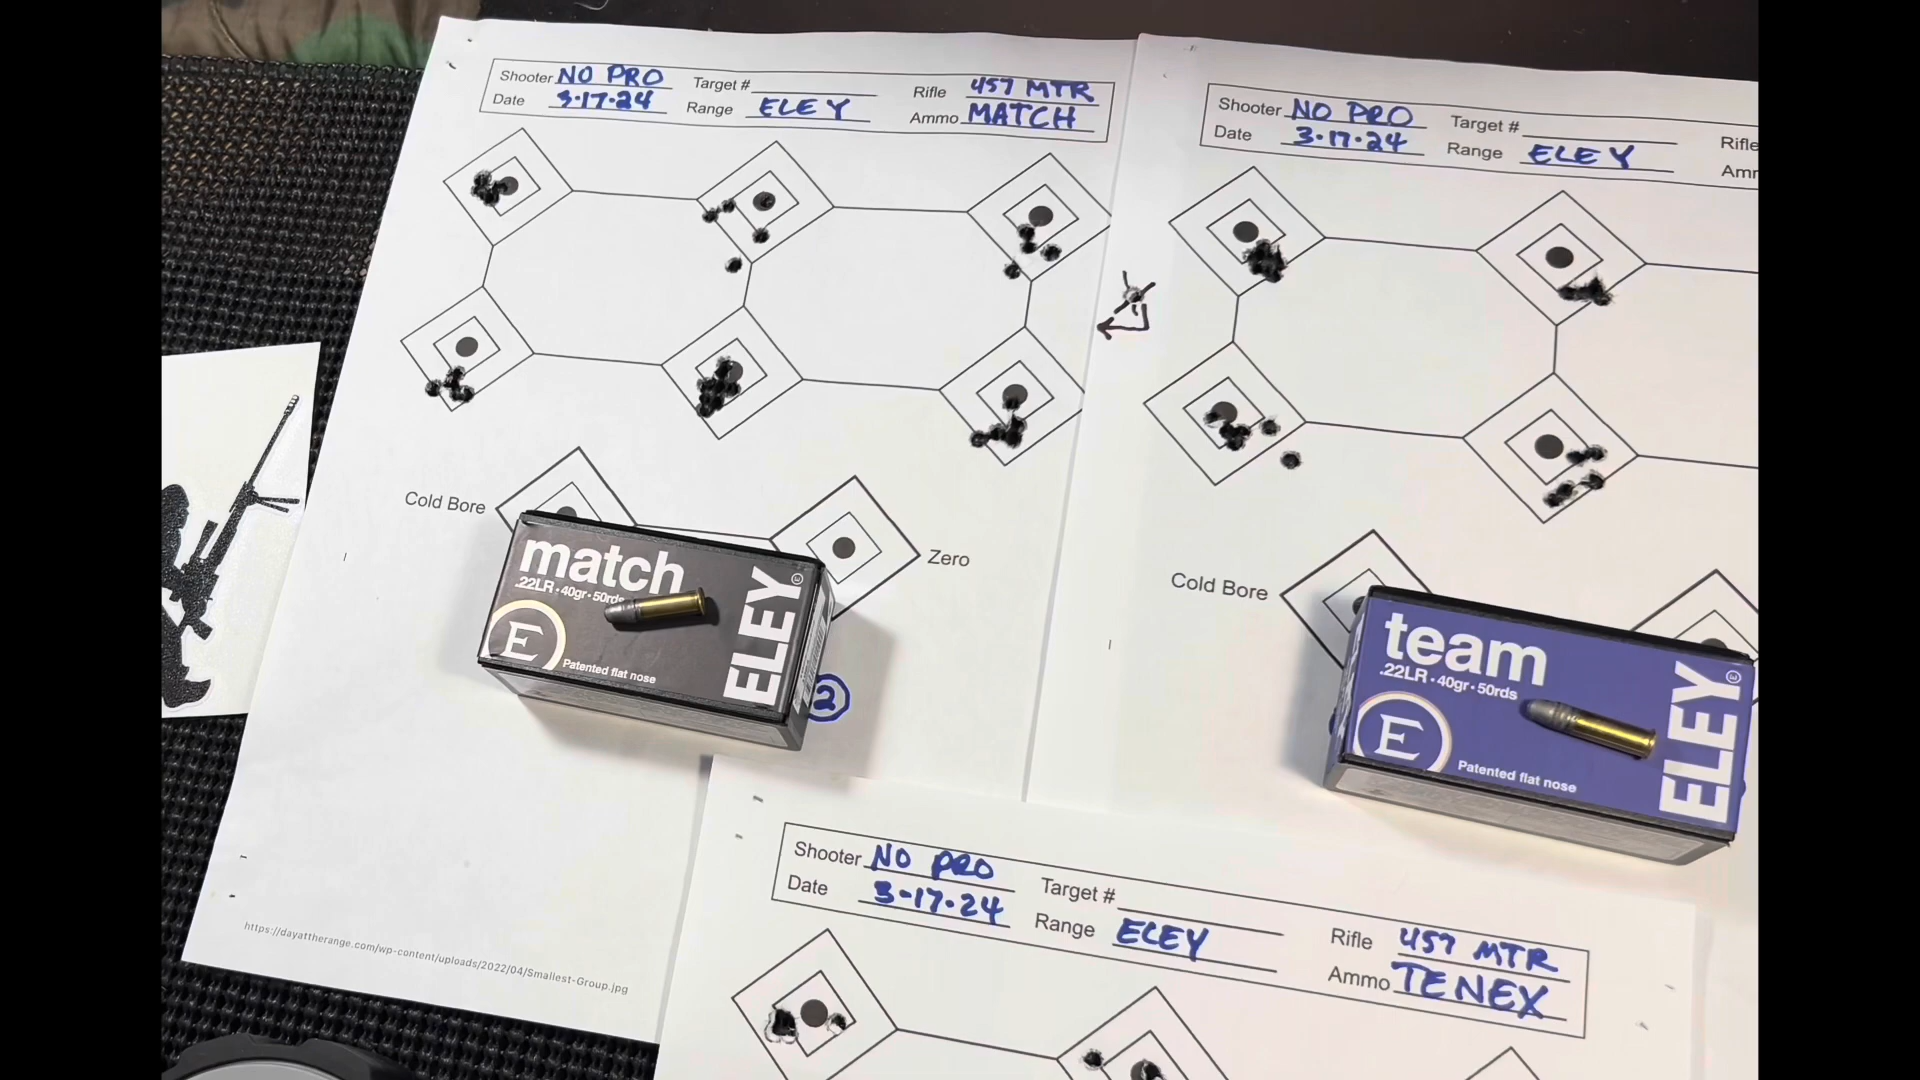 Shooter NO PRO Target # Rifle 457 MTR
Date 3-17-24 Range ELEY Ammo MATCH
Shooter NO PRO Target # Rifle
Date 3-17-24 Range ELEY
Cold Bore
Zero
match
.22LR • 40gr • 50rds
E
Patented flat nose
ELEY
2
Cold Bore
team
.22LR • 40gr • 50rds
E
Patented flat nose
ELEY
https://dayattherange.com/wp-content/uploads/2022/04/Smallest-Group.jpg
Shooter NO PRO Target # Rifle 457 MTR
Date 3-17-24 Range ELEY Ammo TENEX